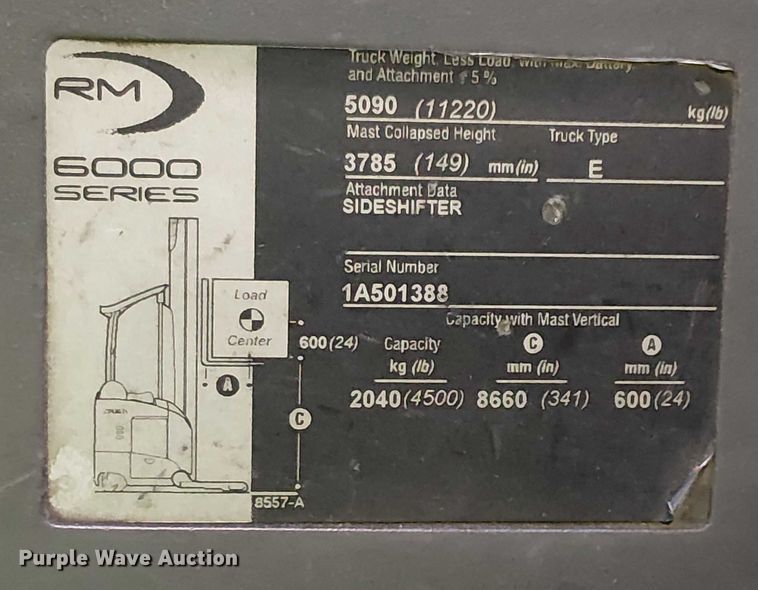 RM
6000
SERIES
Truck Weight, Less Load, With Max. Battery,
and Attachment ± 5 %
5090 (11220) kg (lb)
Mast Collapsed Height Truck Type
3785 (149) mm (in) E
Attachment Data
SIDESHIFTER
Serial Number
1A501388
Capacity with Mast Vertical
Load
Center
600 (24)
Capacity C A
kg (lb) mm (in) mm (in)
2040 (4500) 8660 (341) 600 (24)
A
C
8557-A
Purple Wave Auction